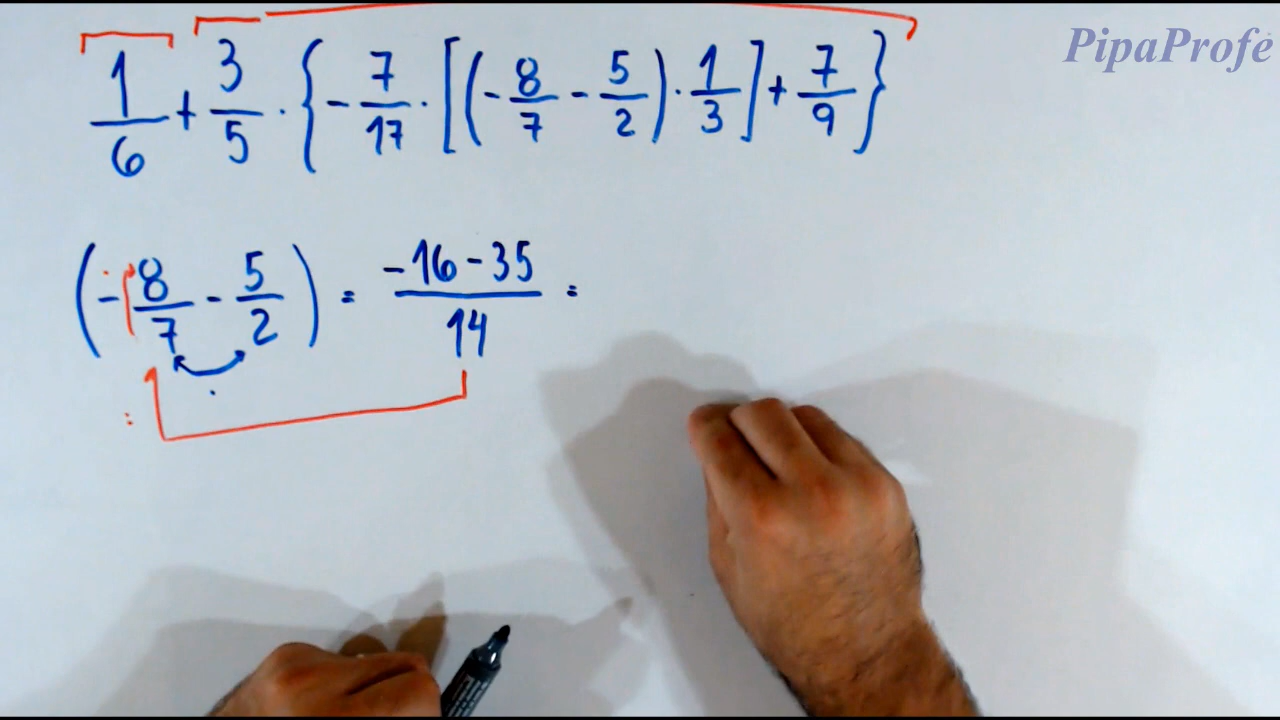 PipaProfe
1/6 + 3/5 · { - 7/17 · [ ( - 8/7 - 5/2 ) · 1/3 ] + 7/9 }
( - 8/7 - 5/2 ) = -16-35/14 =